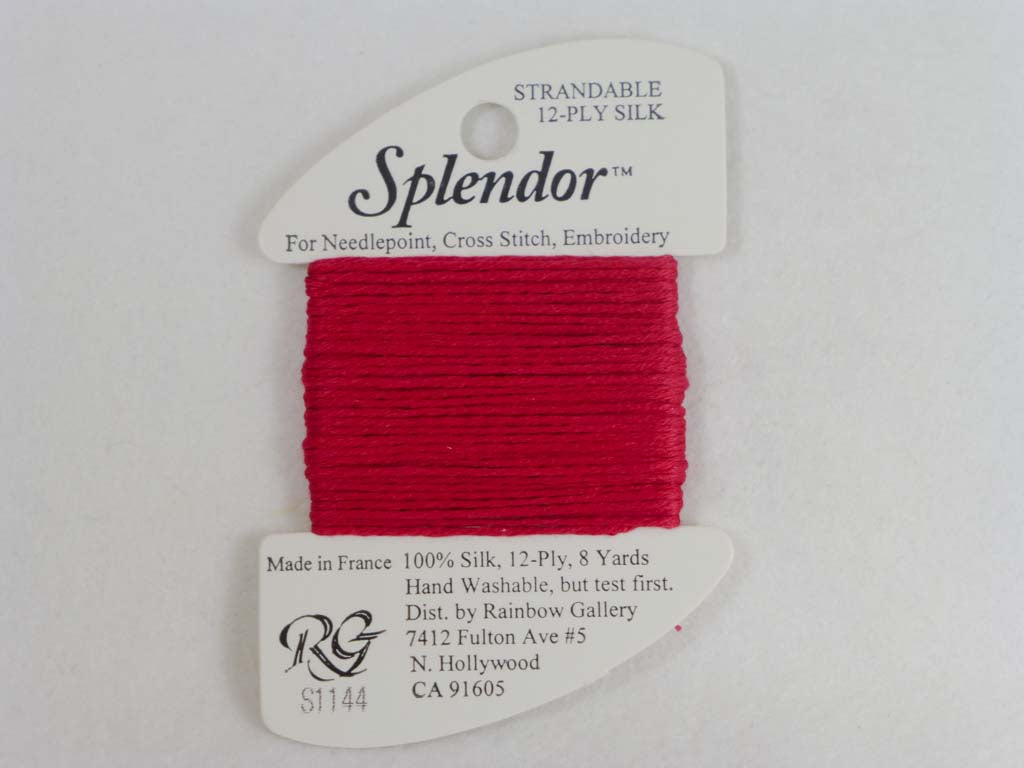 STRANDABLE
12-PLY SILK
Splendor™
For Needlepoint, Cross Stitch, Embroidery
Made in France
100% Silk, 12-Ply, 8 Yards
Hand Washable, but test first.
Dist. by Rainbow Gallery
7412 Fulton Ave #5
N. Hollywood
CA 91605
RG
S1144